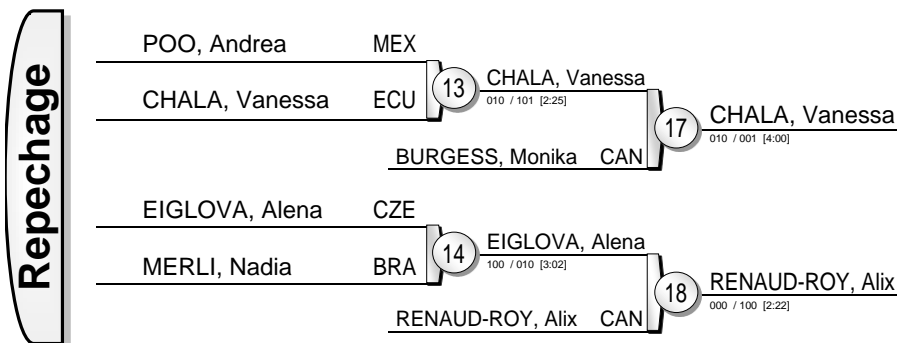 Repechage
POO, Andrea MEX
CHALA, Vanessa ECU
13
CHALA, Vanessa
010 / 101 [2:25]
BURGESS, Monika CAN
17
CHALA, Vanessa
010 / 001 [4:00]
EIGLOVA, Alena CZE
MERLI, Nadia BRA
14
EIGLOVA, Alena
100 / 010 [3:02]
RENAUD-ROY, Alix CAN
18
RENAUD-ROY, Alix
000 / 100 [2:22]